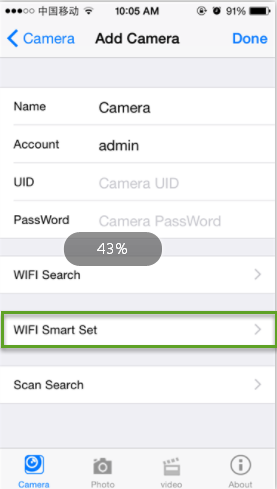 中国移动 10:05 AM 91%
Camera Add Camera Done
Name Camera
Account admin
UID Camera UID
PassWord Camera PassWord
43%
WIFI Search
WIFI Smart Set
Scan Search
Camera Photo video About